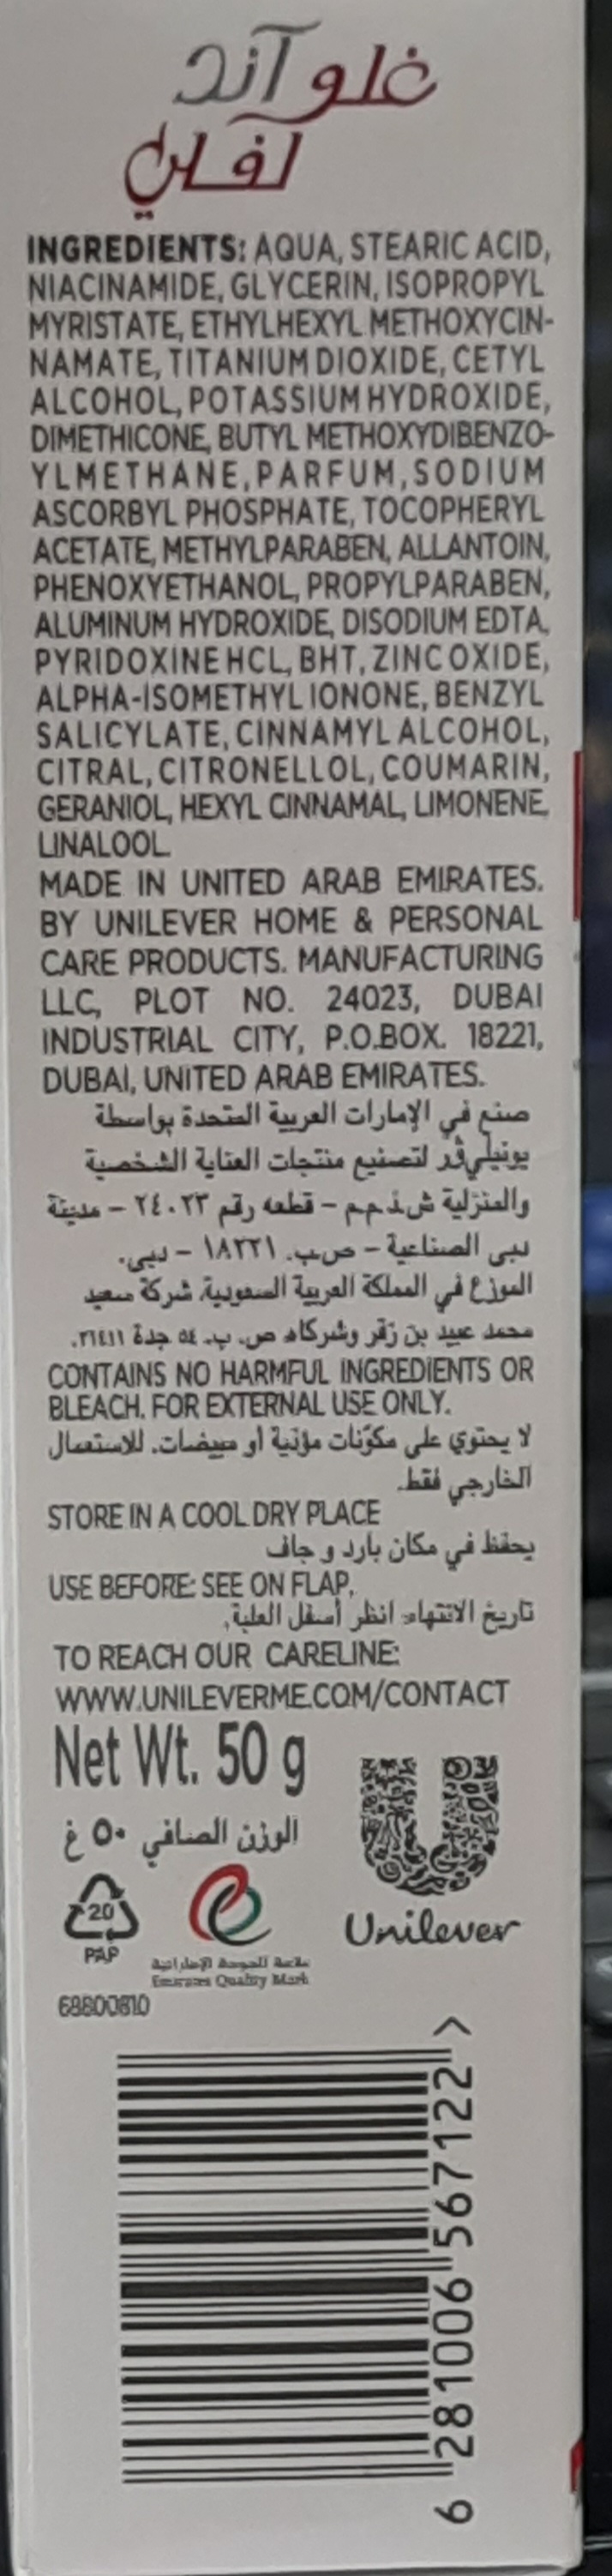 غلو آند
لڤلي
INGREDIENTS: AQUA, STEARIC ACID,
NIACINAMIDE, GLYCERIN, ISOPROPYL
MYRISTATE, ETHYLHEXYL METHOXYCIN-
NAMATE, TITANIUM DIOXIDE, CETYL
ALCOHOL, POTASSIUM HYDROXIDE,
DIMETHICONE, BUTYL METHOXYDIBENZO-
YLMETHANE, PARFUM, SODIUM
ASCORBYL PHOSPHATE, TOCOPHERYL
ACETATE, METHYLPARABEN, ALLANTOIN,
PHENOXYETHANOL, PROPYLPARABEN,
ALUMINUM HYDROXIDE, DISODIUM EDTA,
PYRIDOXINE HCL, BHT, ZINC OXIDE,
ALPHA-ISOMETHYL IONONE, BENZYL
SALICYLATE, CINNAMYL ALCOHOL,
CITRAL, CITRONELLOL, COUMARIN,
GERANIOL, HEXYL CINNAMAL, LIMONENE,
LINALOOL.
MADE IN UNITED ARAB EMIRATES.
BY UNILEVER HOME & PERSONAL
CARE PRODUCTS. MANUFACTURING
LLC, PLOT NO. 24023, DUBAI
INDUSTRIAL CITY, P.O.BOX. 18221,
DUBAI, UNITED ARAB EMIRATES.
صنع في الإمارات العربية المتحدة بواسطة
يونيليڤر لتصنيع منتجات العناية الشخصية
والمنزلية ش.ذ.م.م - قطعه رقم ٢٤٠٢٣ - مدينة
دبى الصناعية - ص.ب. ١٨٢٢١ - دبي.
الموزع في المملكة العربية السعودية، شركة سعيد
محمد عبيد بن زقر وشركاه ص. ب. ٥٤ جدة ٢١٤١١.
CONTAINS NO HARMFUL INGREDIENTS OR
BLEACH. FOR EXTERNAL USE ONLY.
لا يحتوي على مكوّنات مؤذية أو مبيضات. للاستعمال
الخارجي فقط.
STORE IN A COOL DRY PLACE
يحفظ في مكان بارد و جاف
USE BEFORE: SEE ON FLAP.
تاريخ الانتهاء: انظر أسفل العلبة.
TO REACH OUR CARELINE:
WWW.UNILEVERME.COM/CONTACT
Net Wt. 50 g
الوزن الصافي ٥٠ غ
20
PAP
علامة الجودة الإماراتية
Emirates Quality Mark
Unilever
68800810
6 281006 567122 >